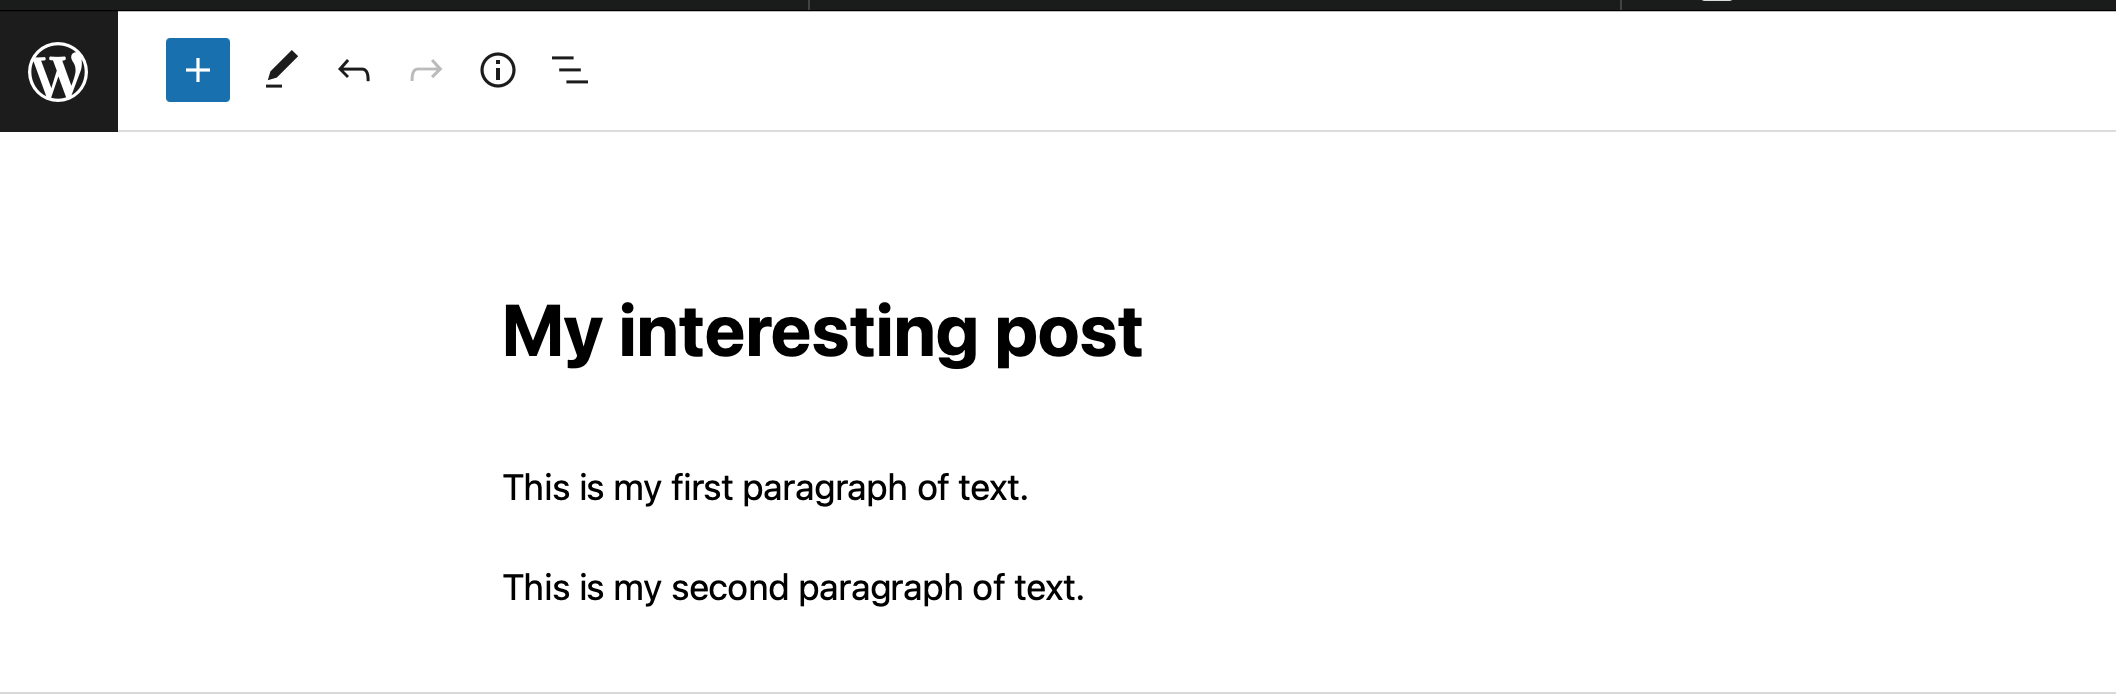 My interesting post
This is my first paragraph of text.
This is my second paragraph of text.